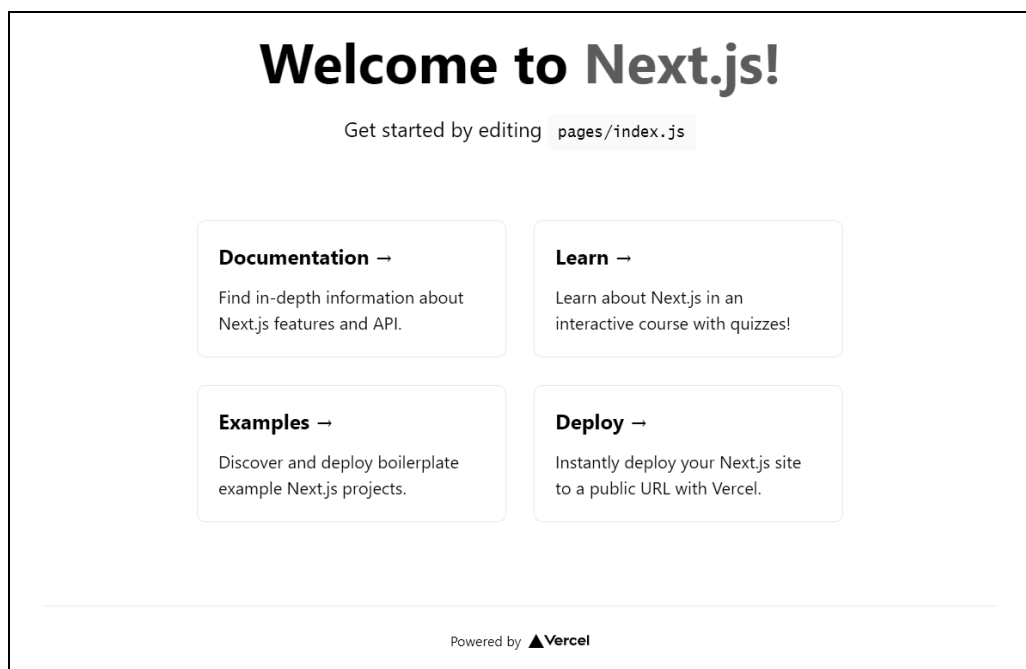 Welcome to Next.js!
Get started by editing pages/index.js
Documentation →
Find in-depth information about
Next.js features and API.
Learn →
Learn about Next.js in an
interactive course with quizzes!
Examples →
Discover and deploy boilerplate
example Next.js projects.
Deploy →
Instantly deploy your Next.js site
to a public URL with Vercel.
Powered by ▲Vercel